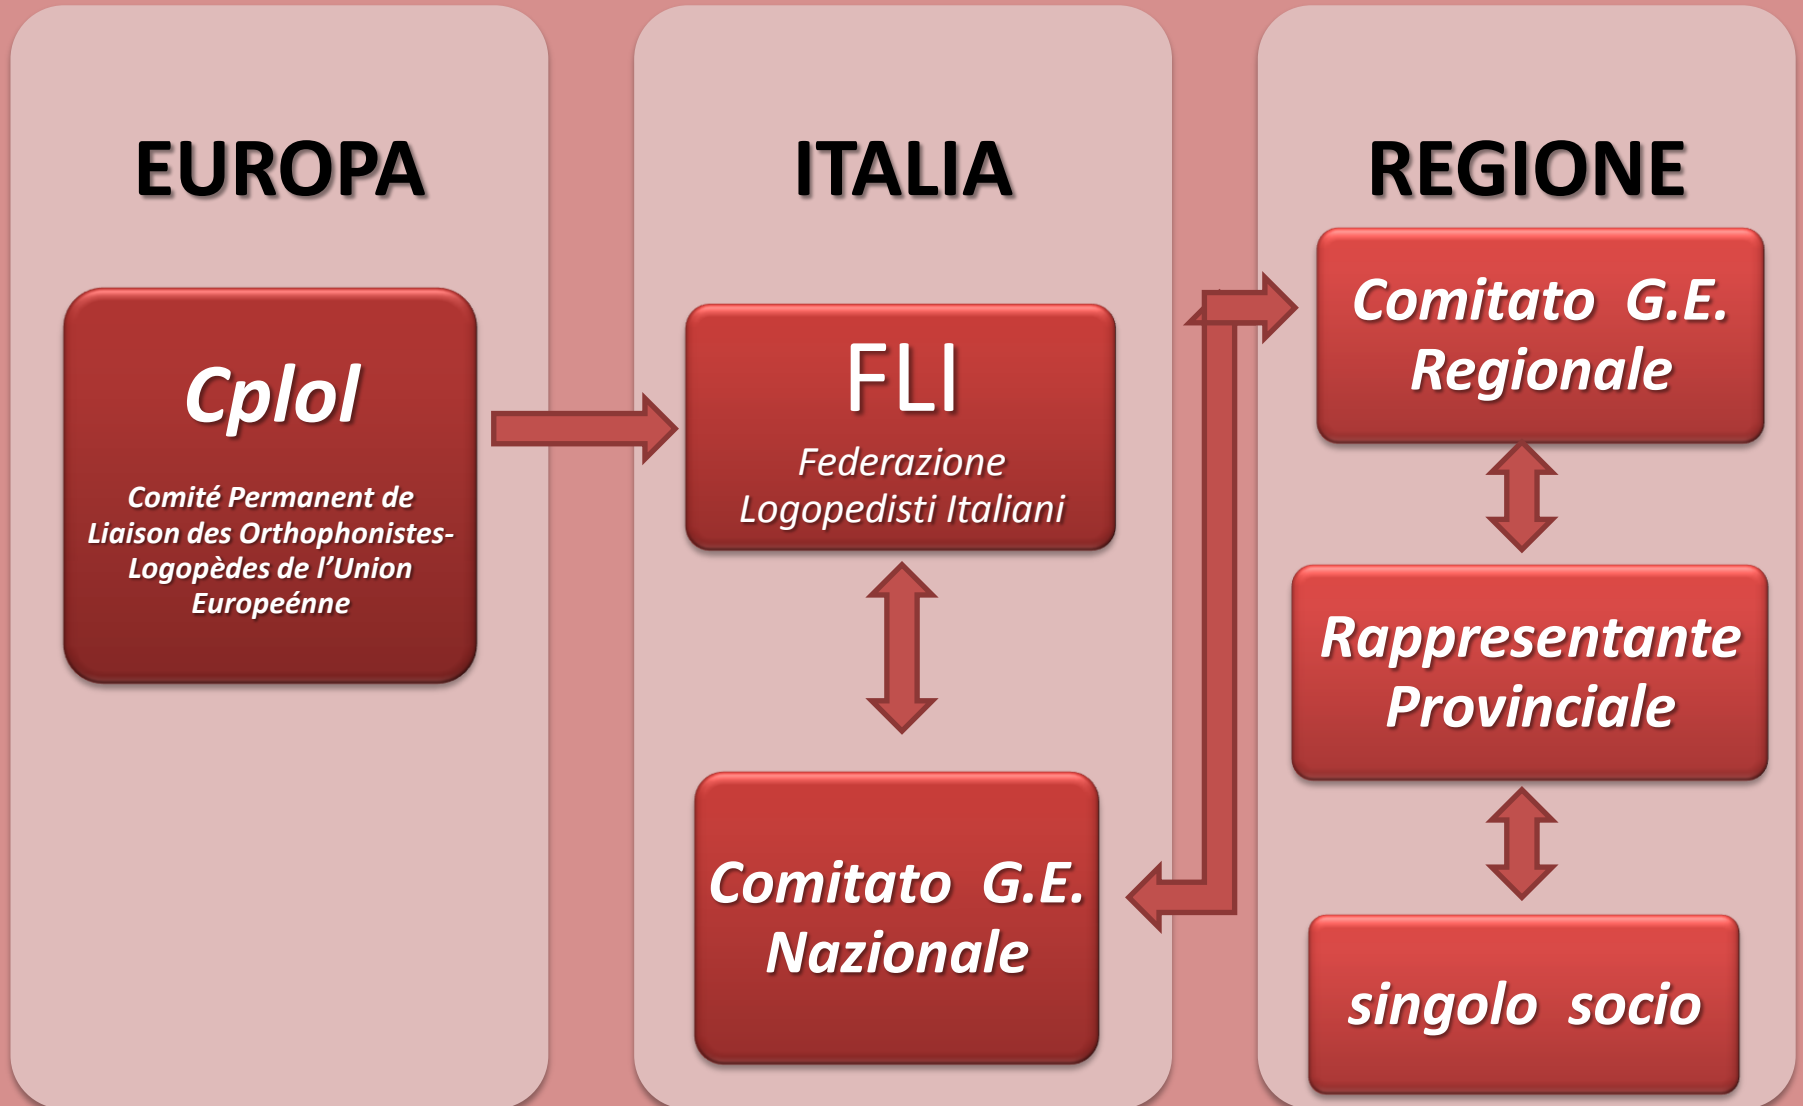 EUROPA
Cplol
Comité Permanent de
Liaison des Orthophonistes-
Logopèdes de l’Union
Europeénne
ITALIA
FLI
Federazione
Logopedisti Italiani
Comitato G.E.
Nazionale
REGIONE
Comitato G.E.
Regionale
Rappresentante
Provinciale
singolo socio